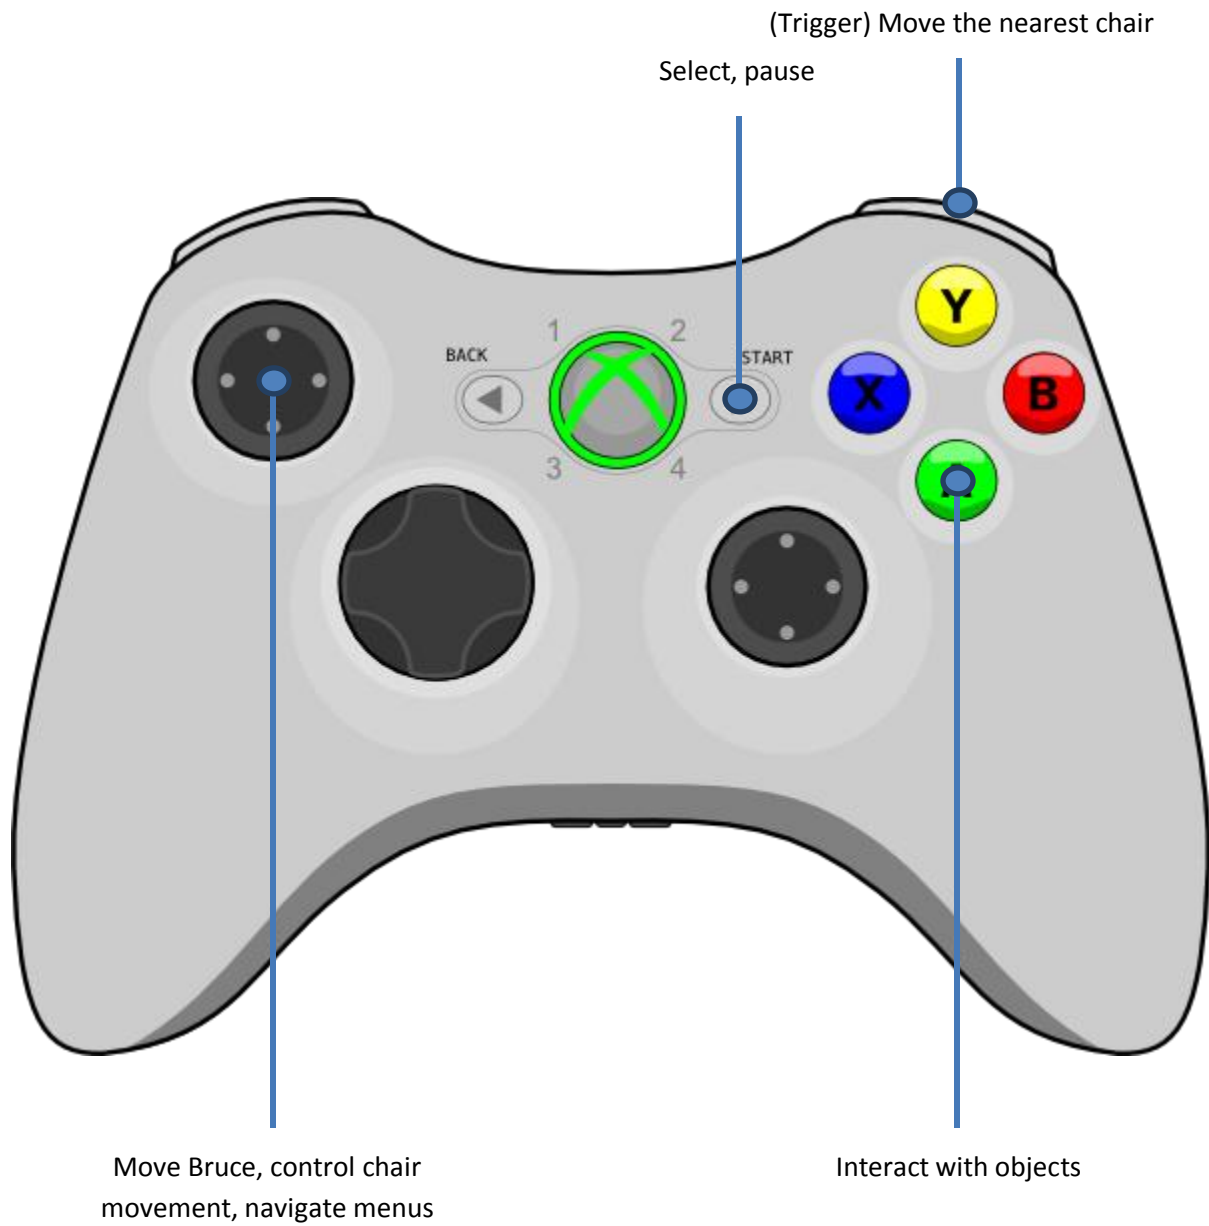 (Trigger) Move the nearest chair
Select, pause
Y
1
2
BACK
START
X
B
3
4
A
Move Bruce, control chair
movement, navigate menus
Interact with objects